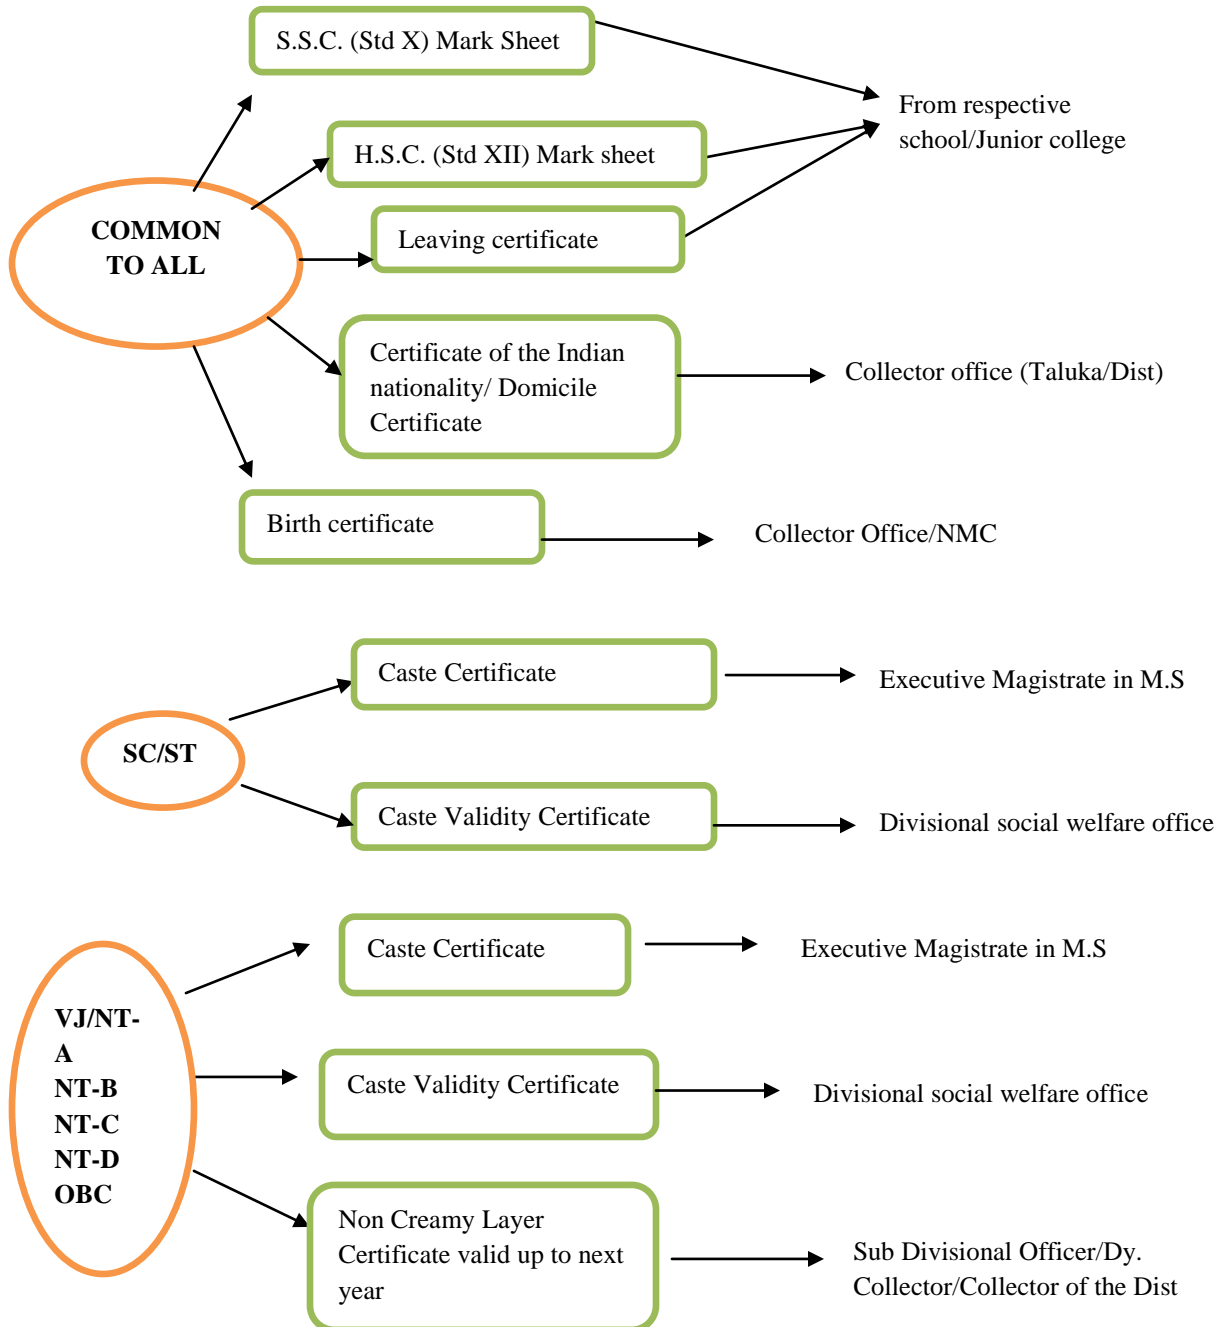 S.S.C. (Std X) Mark Sheet
From respective
school/Junior college
H.S.C. (Std XII) Mark sheet
COMMON
TO ALL
Leaving certificate
Certificate of the Indian
nationality/ Domicile
Certificate
Collector office (Taluka/Dist)
Birth certificate
Collector Office/NMC
Caste Certificate
Executive Magistrate in M.S
SC/ST
Caste Validity Certificate
Divisional social welfare office
Caste Certificate
Executive Magistrate in M.S
VJ/NT-
A
NT-B
NT-C
NT-D
OBC
Caste Validity Certificate
Divisional social welfare office
Non Creamy Layer
Certificate valid up to next
year
Sub Divisional Officer/Dy.
Collector/Collector of the Dist